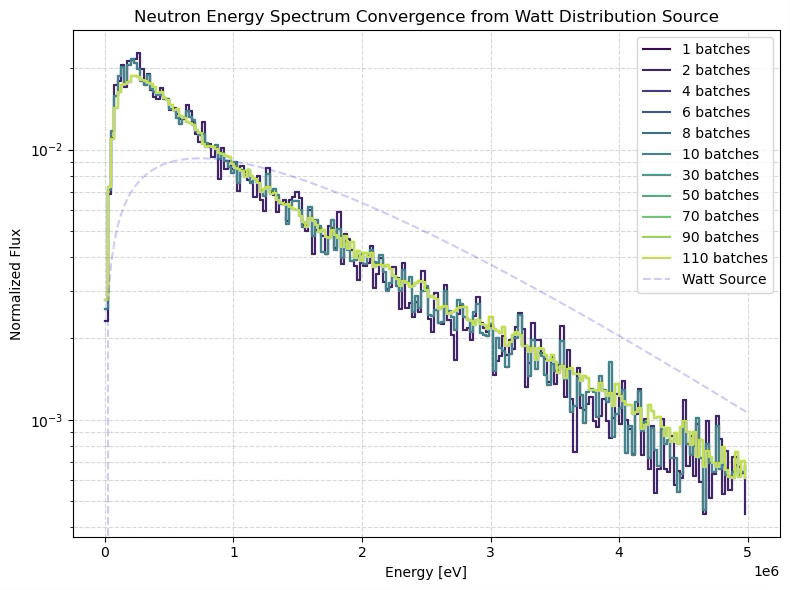 Neutron Energy Spectrum Convergence from Watt Distribution Source
Normalized Flux
10⁻²
10⁻³
1 batches
2 batches
4 batches
6 batches
8 batches
10 batches
30 batches
50 batches
70 batches
90 batches
110 batches
Watt Source
0 1 2 3 4 5
1e6
Energy [eV]